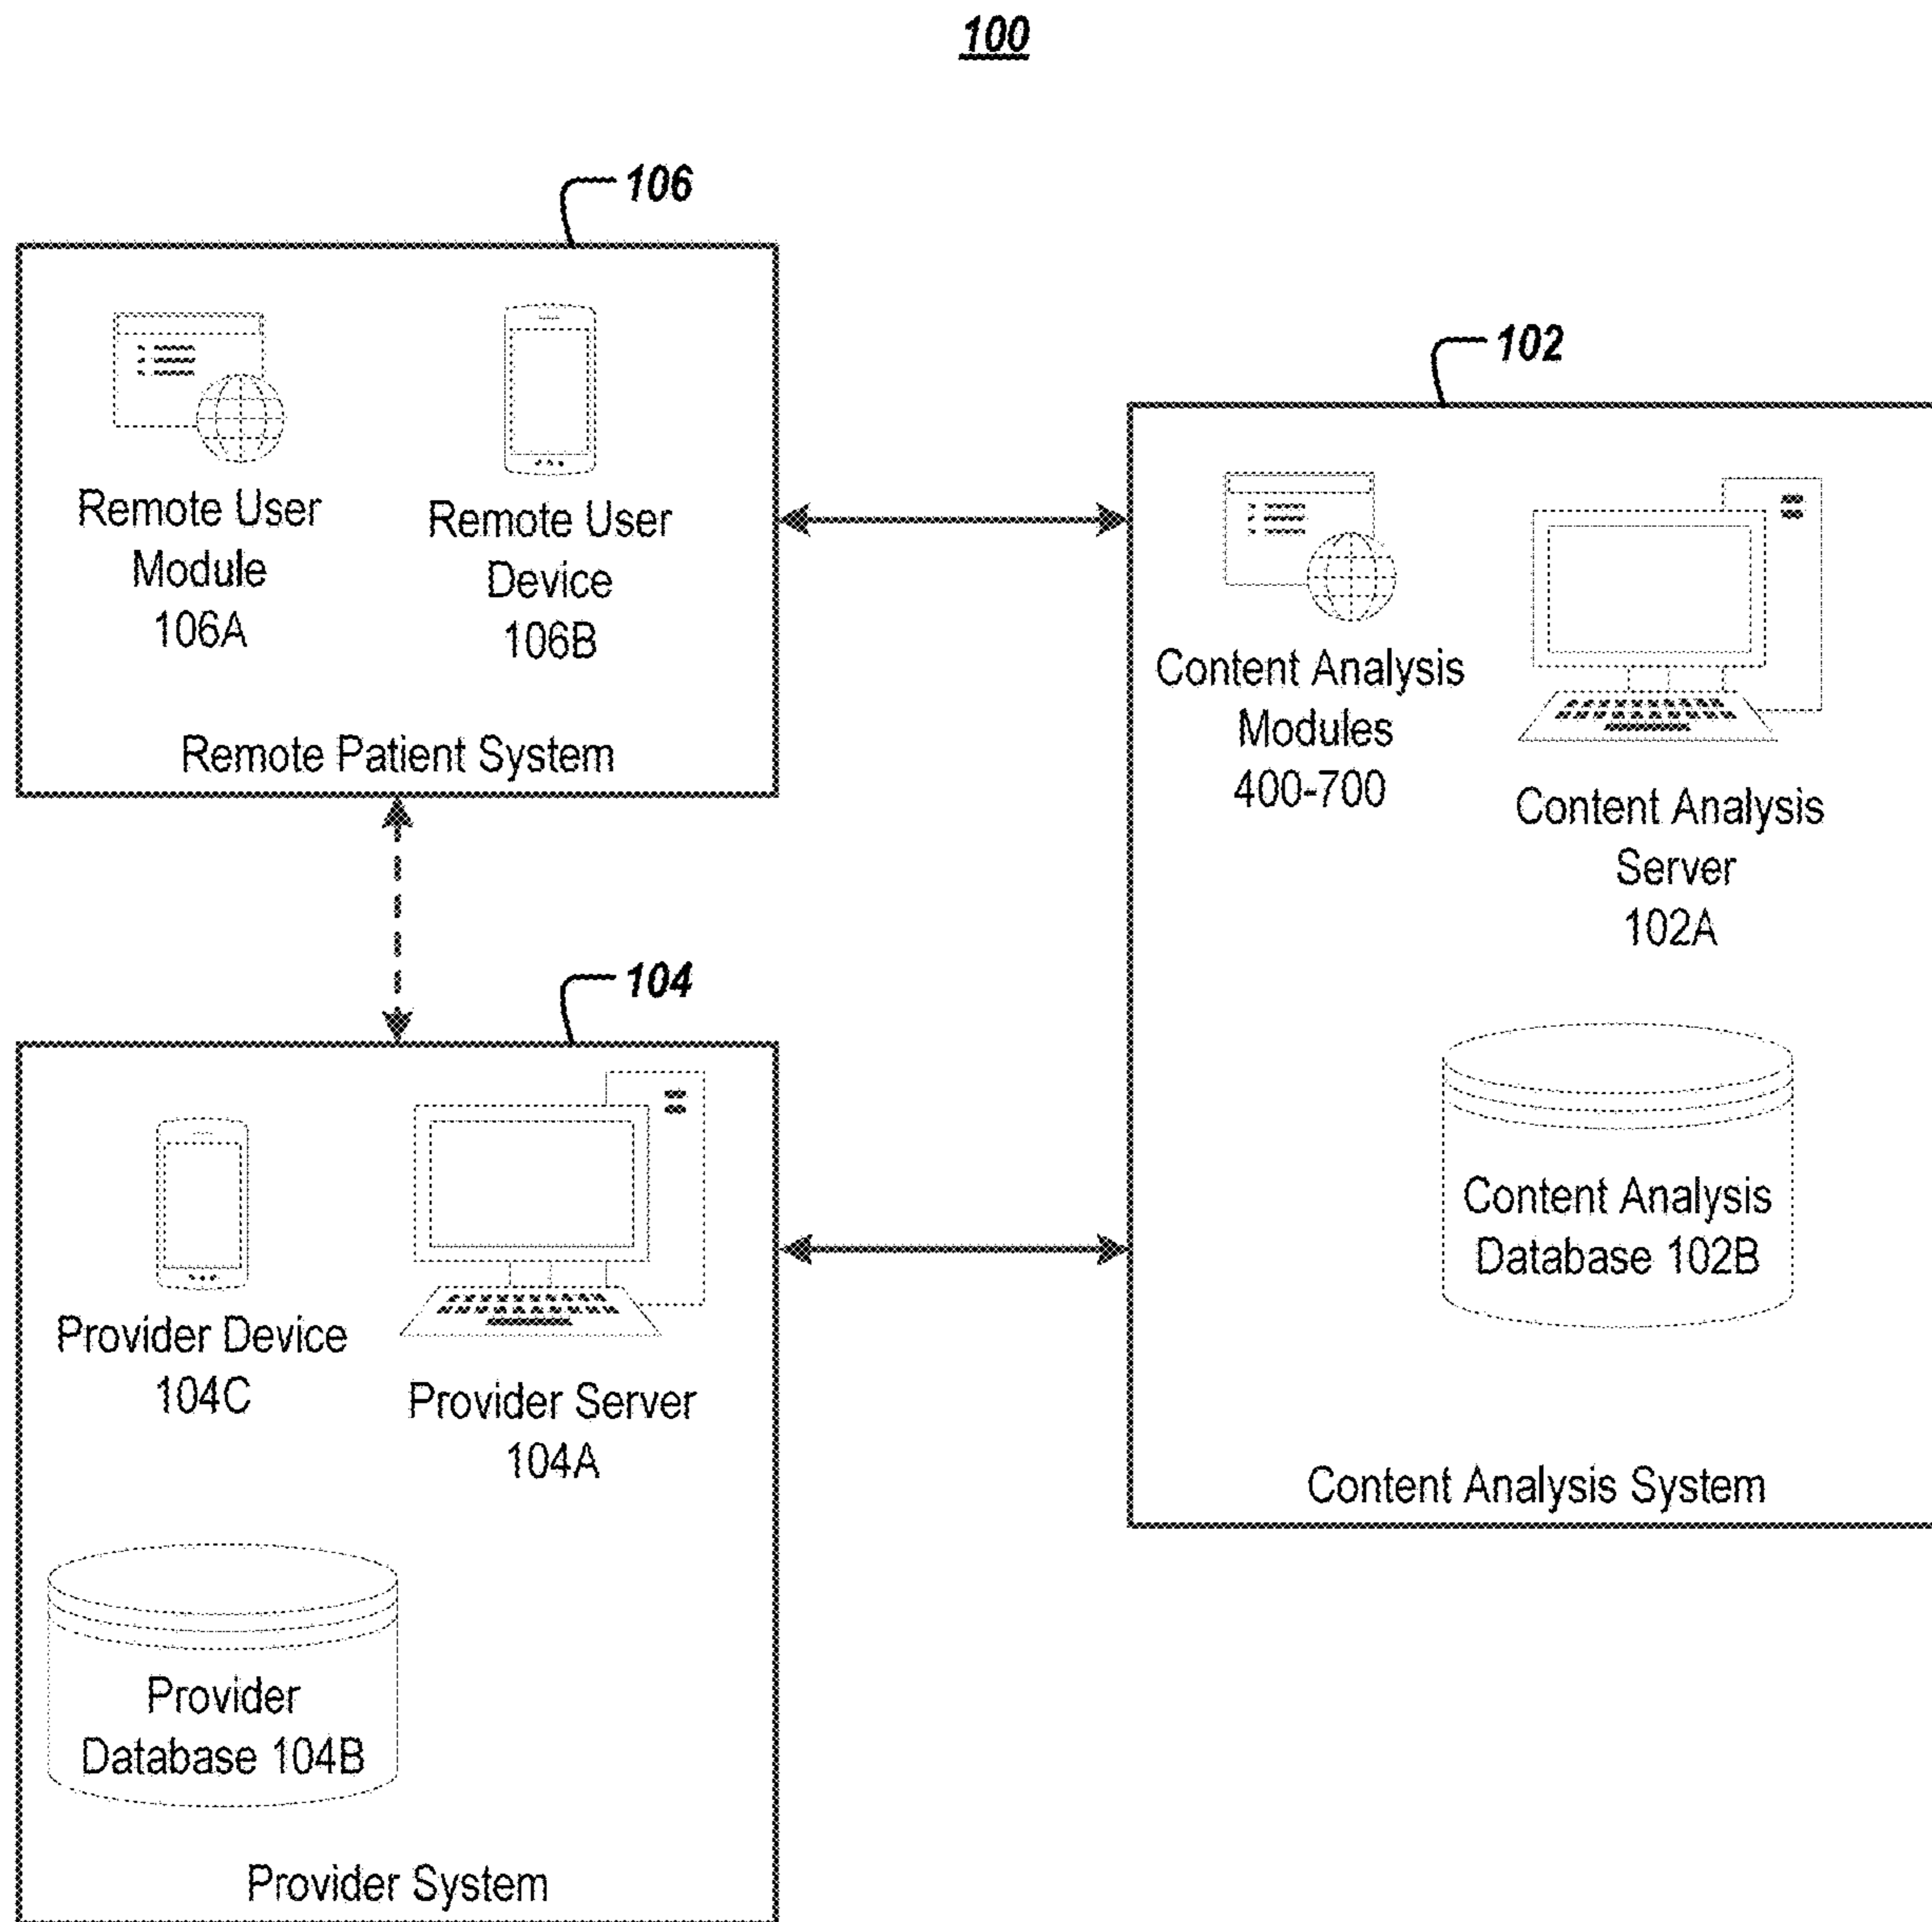 100
106
Remote User
Module
106A
Remote User
Device
106B
Remote Patient System
102
Content Analysis
Modules
400-700
Content Analysis
Server
102A
Content Analysis
Database 102B
Content Analysis System
104
Provider Device
104C
Provider Server
104A
Provider
Database 104B
Provider System